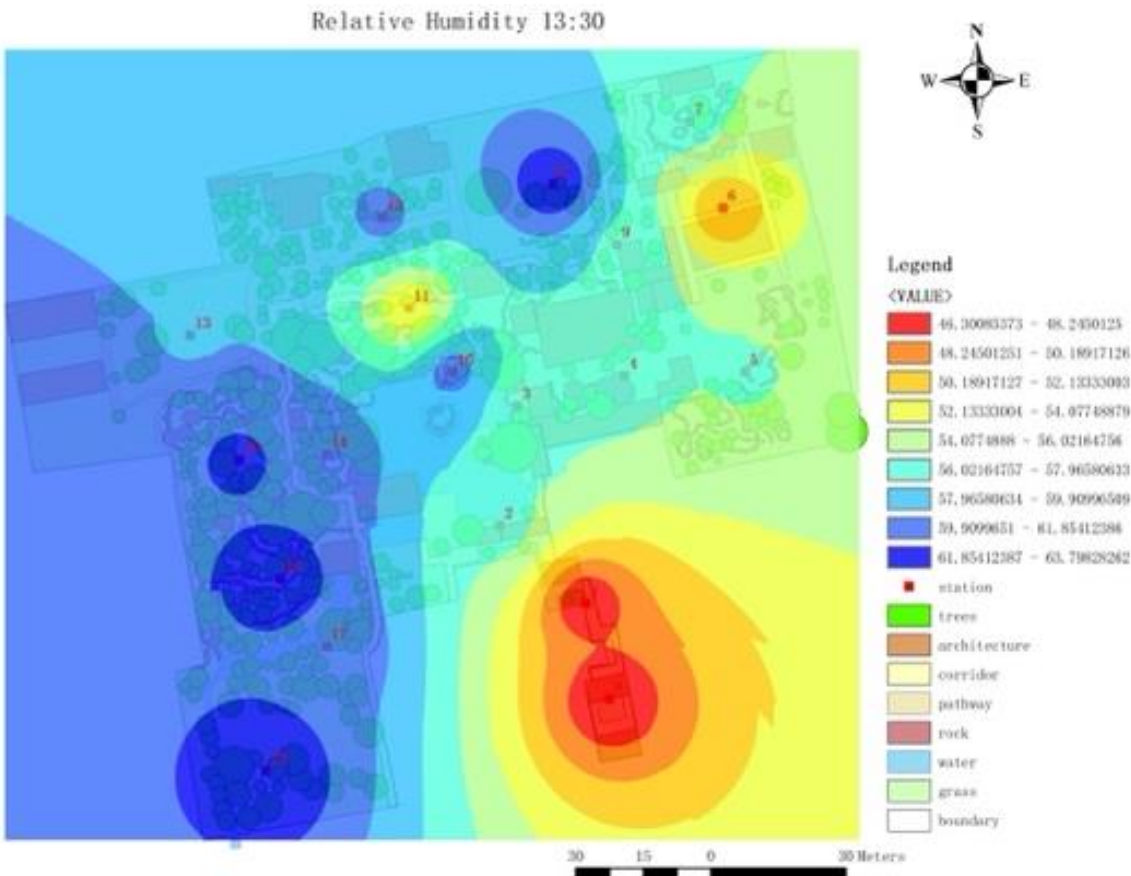 Relative Humidity 13:30
N
W E
S
7
6
9
11
13
5
4
3
2
17
Legend
<VALUE>
46.30085373 - 48.2450125
48.24501251 - 50.18917126
50.18917127 - 52.13333003
52.13333004 - 54.07748879
54.0774888 - 56.02164756
56.02164757 - 57.96580633
57.96580634 - 59.90996509
59.9099651 - 61.85412386
61.85412387 - 63.79828262
station
trees
architecture
corridor
pathway
rock
water
grass
boundary
30 15 0 30 Meters